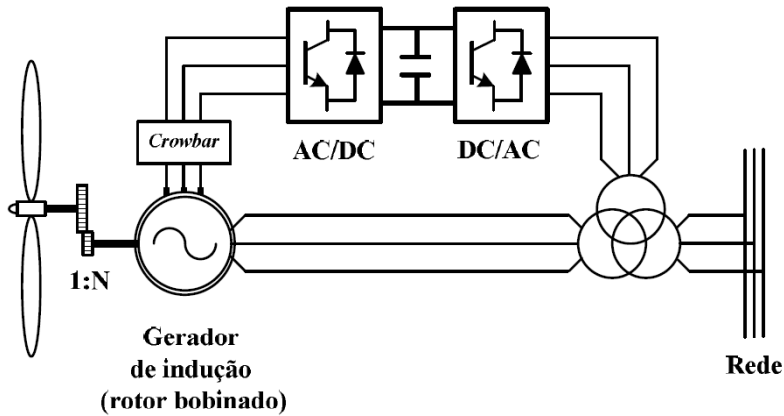 Crowbar
AC/DC
DC/AC
1:N
Gerador
de indução
(rotor bobinado)
Rede